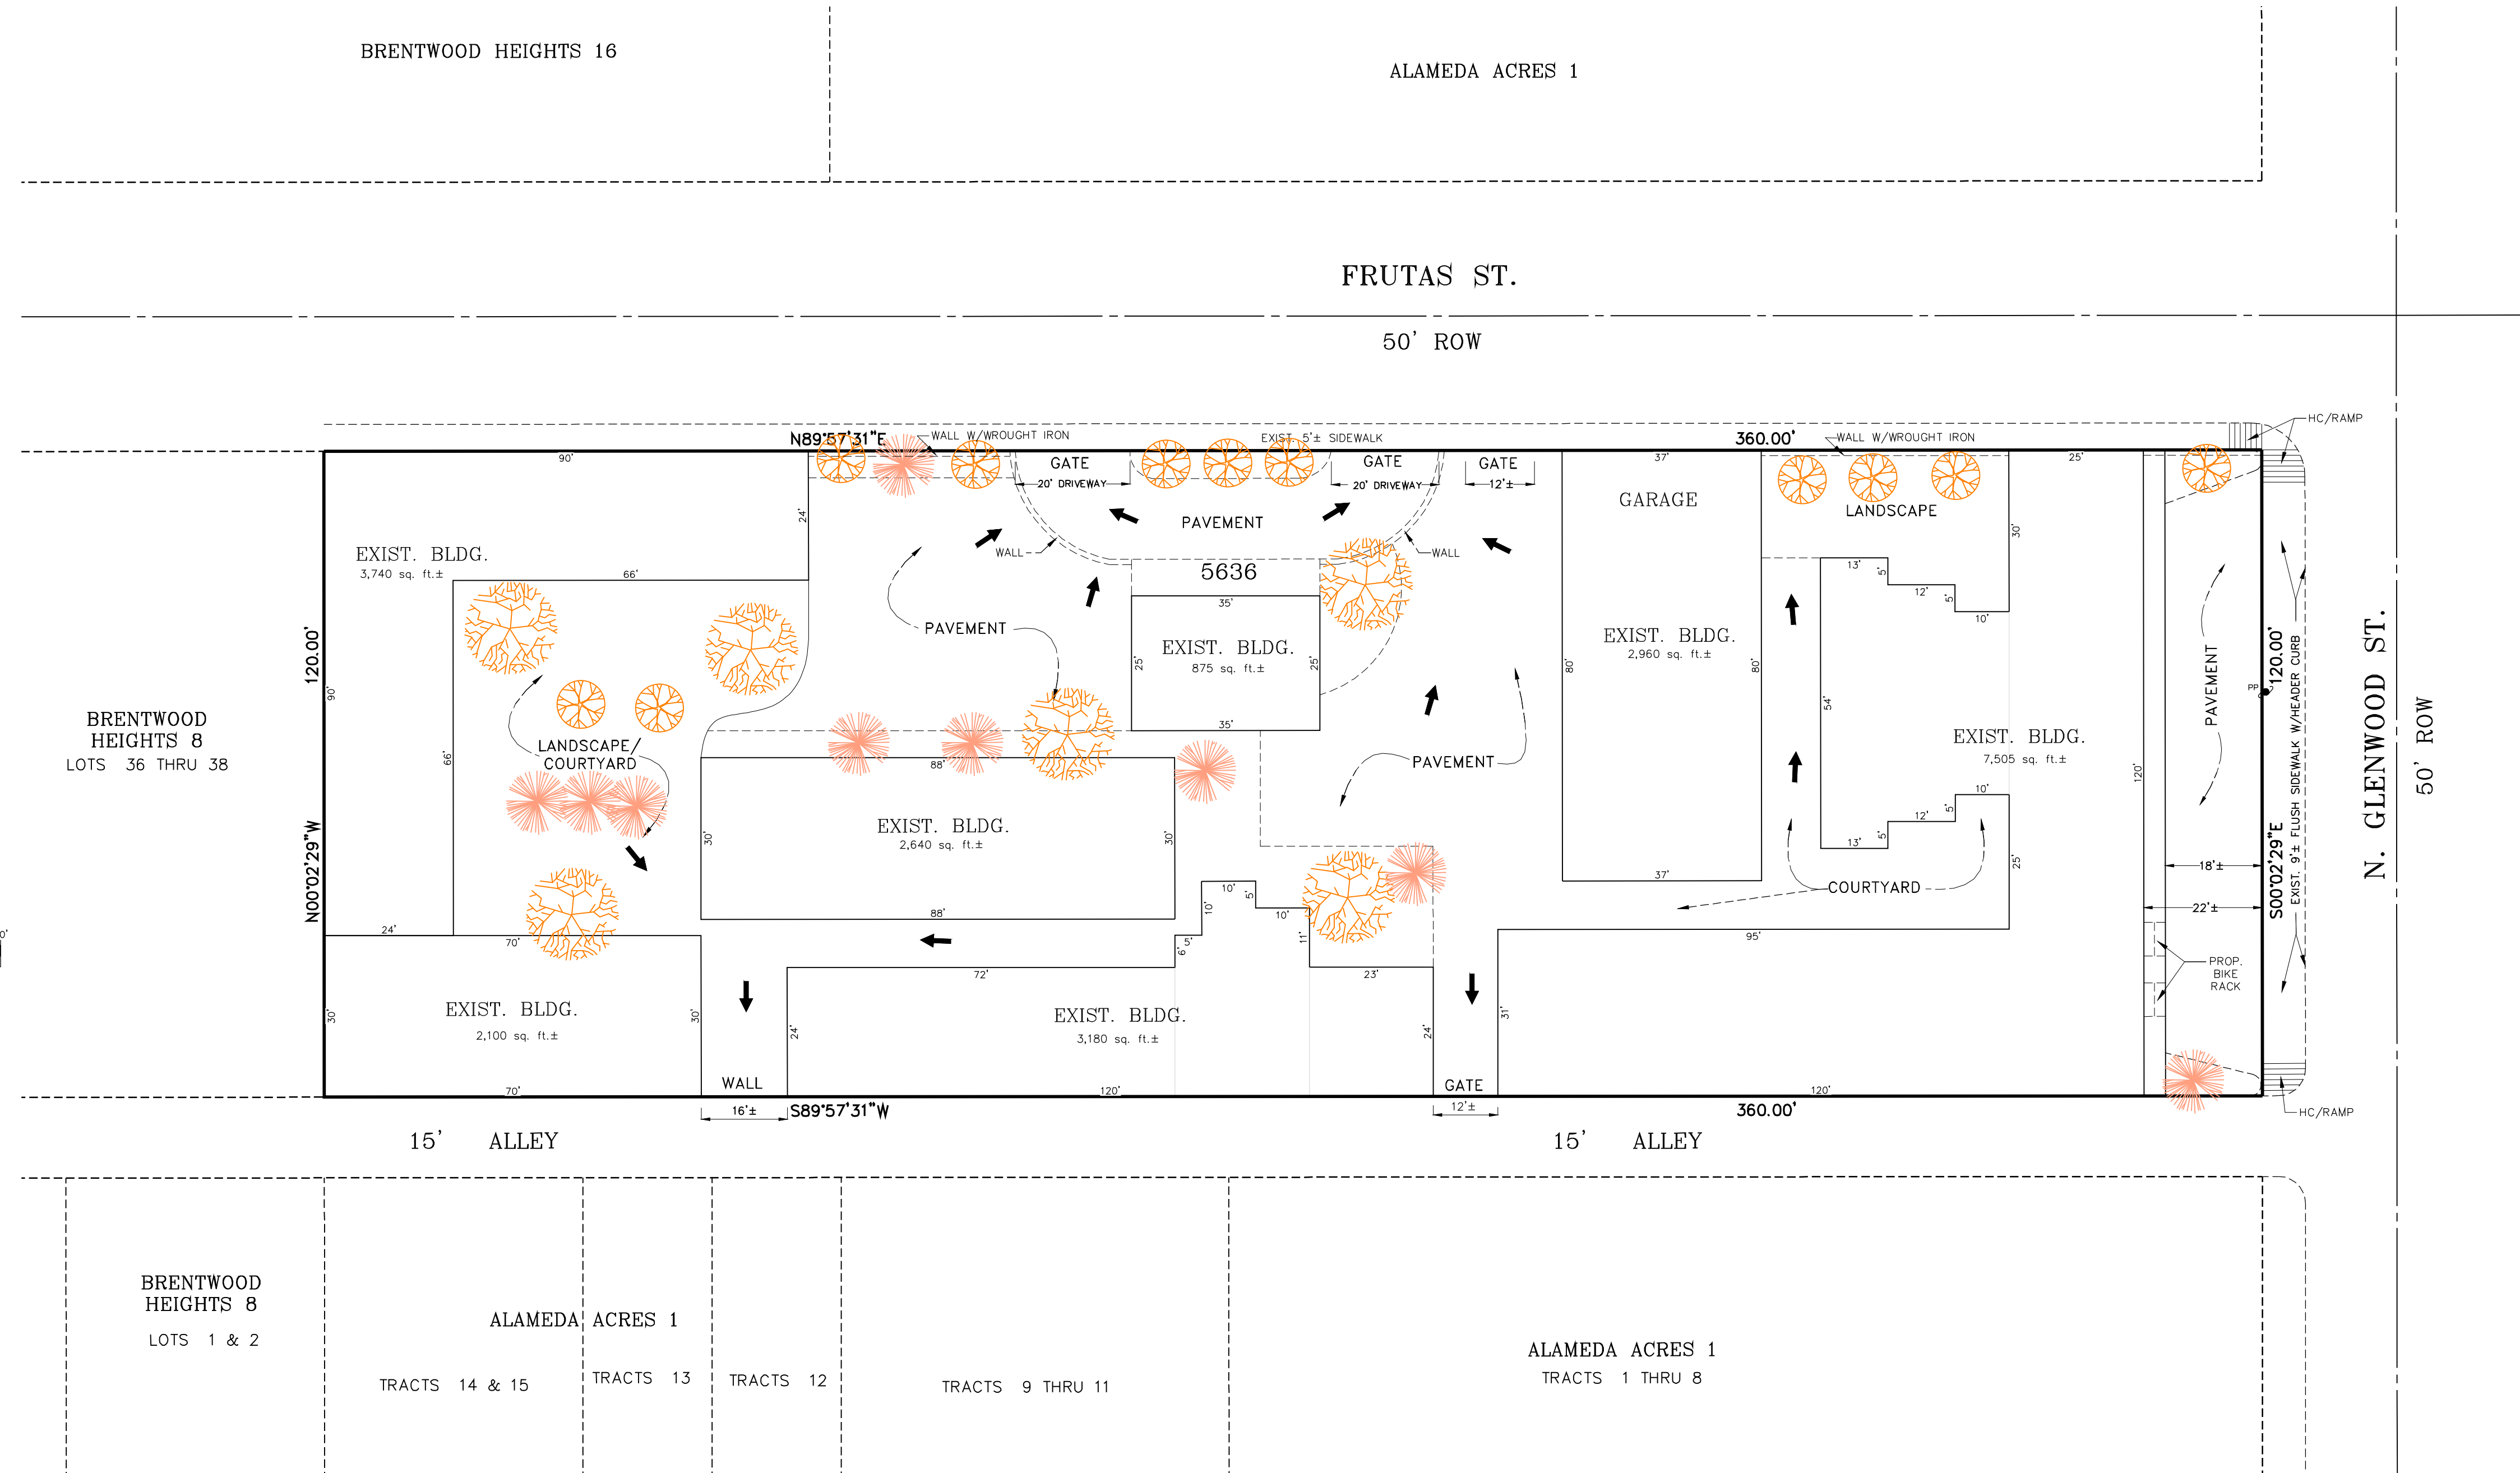 BRENTWOOD HEIGHTS 16
ALAMEDA ACRES 1
FRUTAS ST.
50' ROW
N89°57'31"E
WALL W/WROUGHT IRON
EXIST. 5'± SIDEWALK
360.00'
WALL W/WROUGHT IRON
HC/RAMP
90'
GATE
20' DRIVEWAY
GATE
20' DRIVEWAY
GATE
12'±
37'
25'
GARAGE
LANDSCAPE
24'
PAVEMENT
30'
EXIST. BLDG.
3,740 sq. ft.±
WALL
WALL
66'
5636
13'
5'
12'
5'
10'
35'
PAVEMENT
EXIST. BLDG.
875 sq. ft.±
25'
25'
35'
EXIST. BLDG.
2,960 sq. ft.±
80'
80'
54'
120.00'
90'
66'
BRENTWOOD
HEIGHTS 8
LOTS 36 THRU 38
N00°02'29"W
LANDSCAPE/
COURTYARD
88'
PAVEMENT
EXIST. BLDG.
7,505 sq. ft.±
120'
PAVEMENT
PP
120.00'
EXIST. 9'± FLUSH SIDEWALK W/HEADER CURB
S00°02'29"E
N. GLENWOOD ST.
50' ROW
10'
5'
12'
5'
13'
EXIST. BLDG.
2,640 sq. ft.±
30'
30'
88'
37'
25'
18'±
22'±
COURTYARD
10'
5'
10'
10'
11'
5'
6'
24'
70'
0'
95'
72'
23'
PROP.
BIKE
RACK
EXIST. BLDG.
2,100 sq. ft.±
30'
30'
24'
EXIST. BLDG.
3,180 sq. ft.±
24'
31'
WALL
GATE
70'
120'
120'
16'±
S89°57'31"W
12'±
360.00'
HC/RAMP
15' ALLEY
15' ALLEY
BRENTWOOD
HEIGHTS 8
LOTS 1 & 2
ALAMEDA ACRES 1
TRACTS 14 & 15
TRACTS 13
TRACTS 12
TRACTS 9 THRU 11
ALAMEDA ACRES 1
TRACTS 1 THRU 8